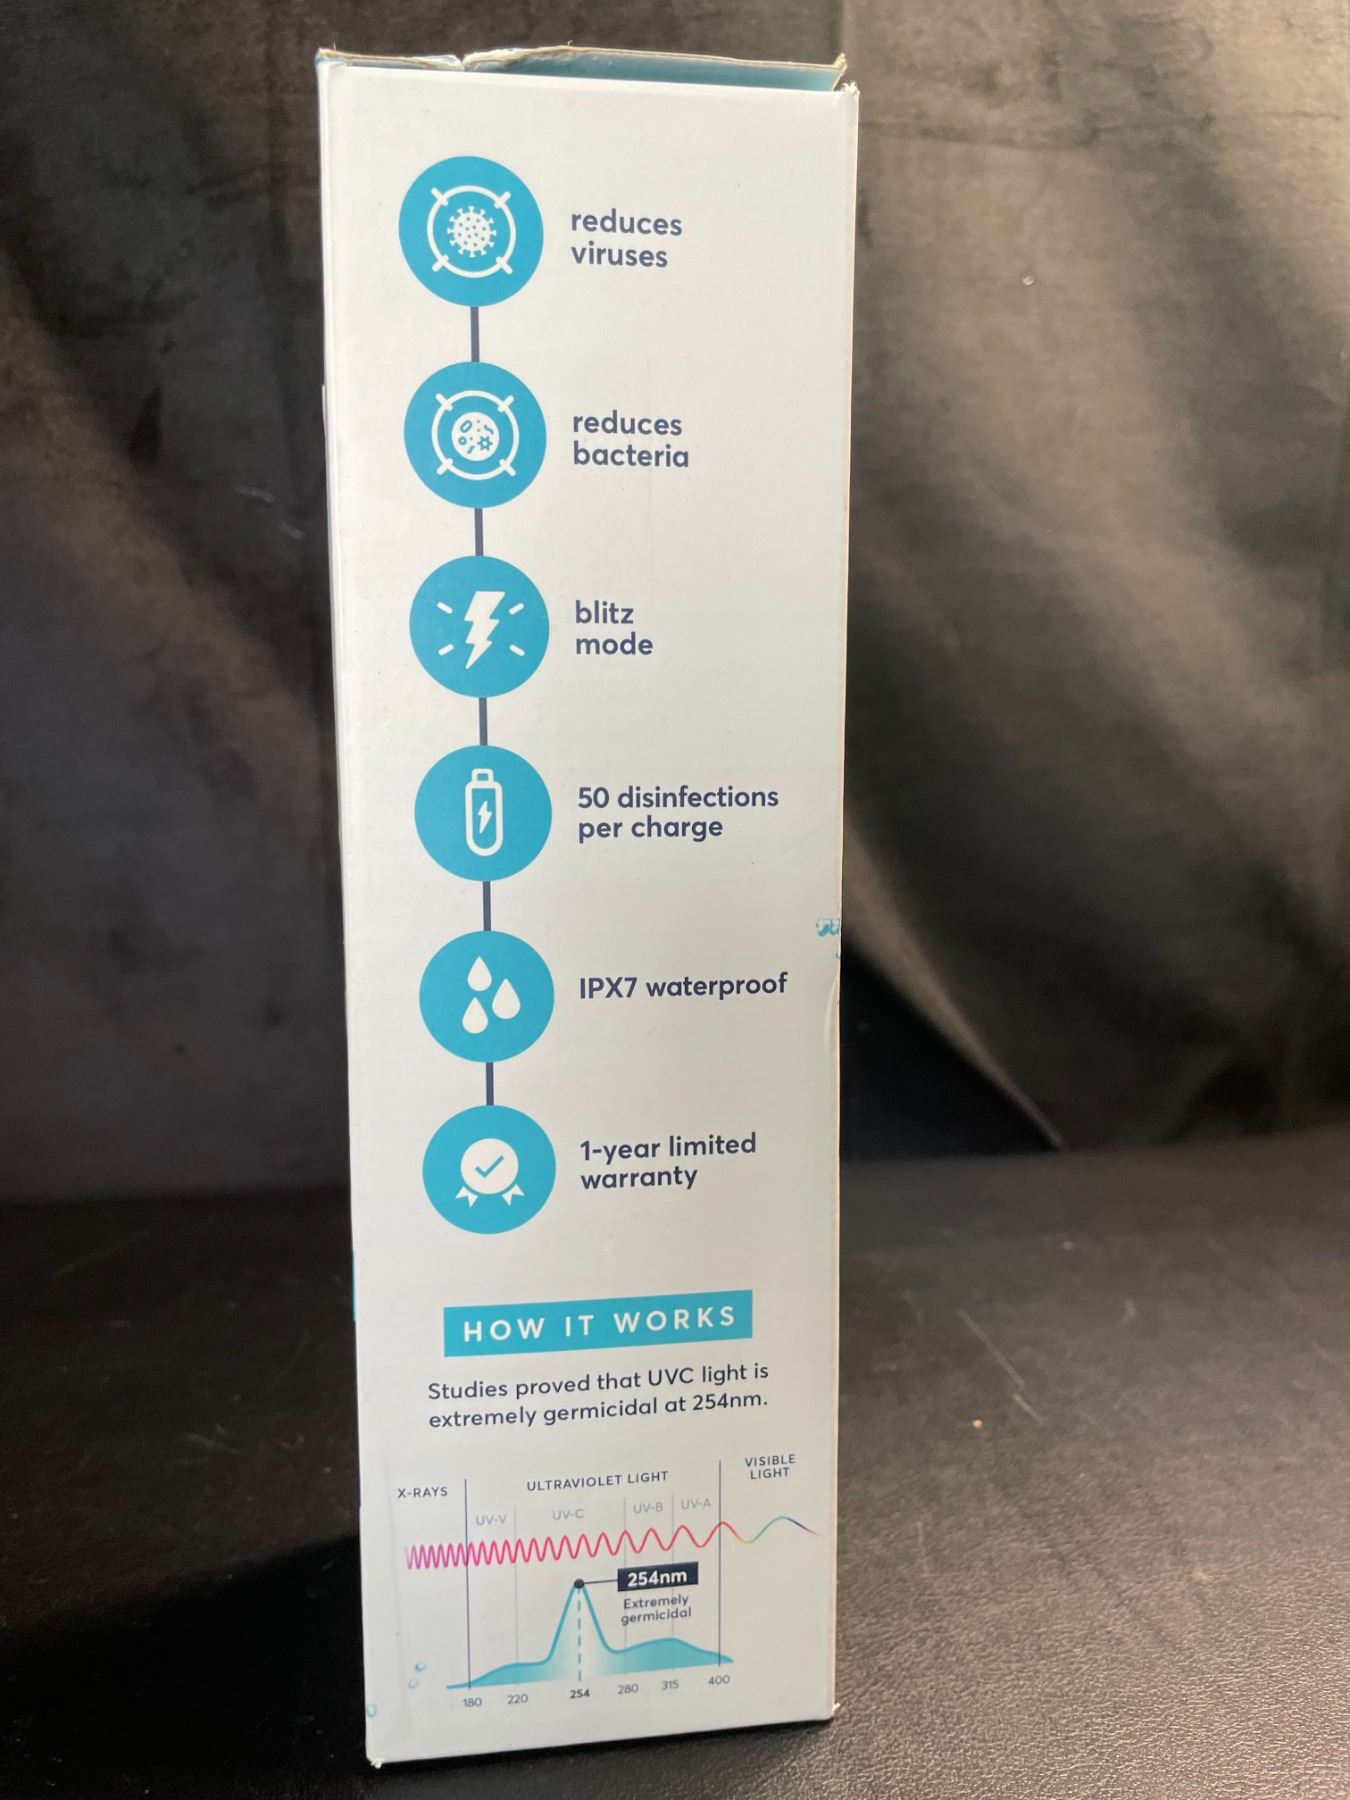 reduces
viruses
reduces
bacteria
blitz
mode
50 disinfections
per charge
IPX7 waterproof
1-year limited
warranty
HOW IT WORKS
Studies proved that UVC light is
extremely germicidal at 254nm.
X-RAYS
ULTRAVIOLET LIGHT
VISIBLE
LIGHT
UV-V
UV-C
UV-B
UV-A
254nm
Extremely
germicidal
180
220
254
280
315
400